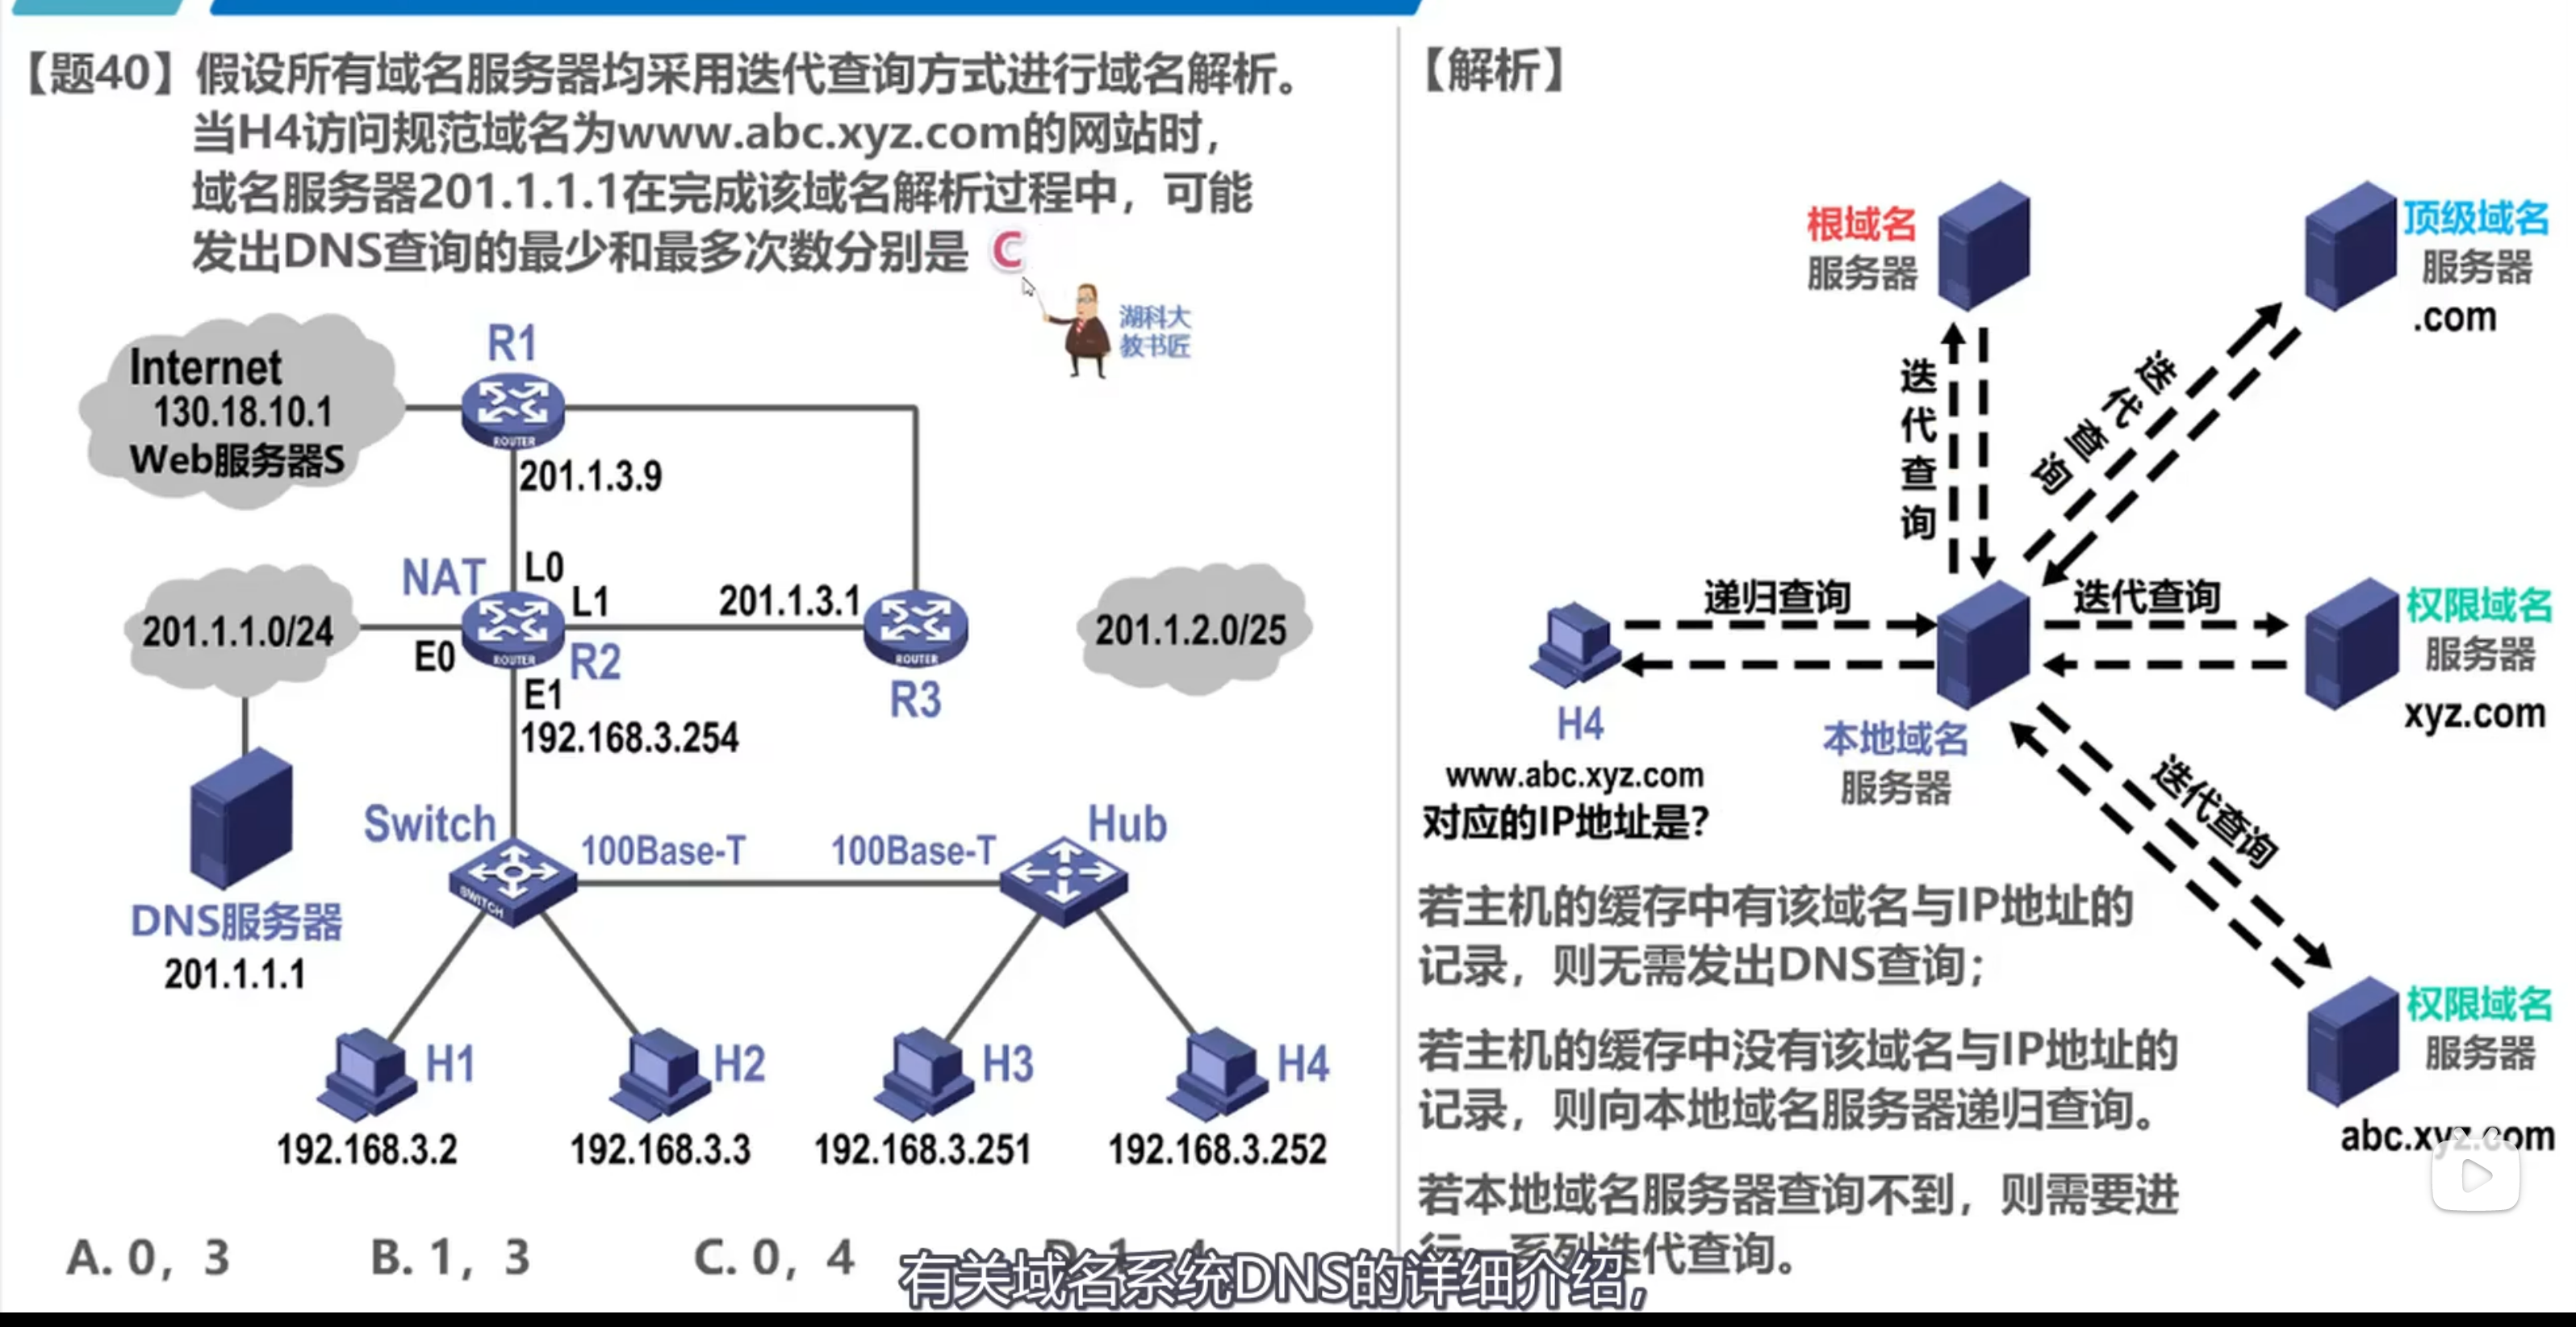 【题40】假设所有域名服务器均采用迭代查询方式进行域名解析。
当H4访问规范域名为www.abc.xyz.com的网站时，
域名服务器201.1.1.1在完成该域名解析过程中，可能
发出DNS查询的最少和最多次数分别是 C
湖科大
教书匠
Internet
130.18.10.1
Web服务器S
R1
ROUTER
201.1.3.9
NAT
L0
L1
201.1.3.1
201.1.1.0/24
E0
ROUTER
R2
E1
192.168.3.254
ROUTER
R3
201.1.2.0/25
DNS服务器
201.1.1.1
Switch
SWITCH
100Base-T
100Base-T
Hub
H1
192.168.3.2
H2
192.168.3.3
H3
192.168.3.251
H4
192.168.3.252
A. 0，3
B. 1，3
C. 0，4
【解析】
根域名
服务器
顶级域名
服务器
.com
迭代查询
迭代查询
递归查询
迭代查询
权限域名
服务器
xyz.com
H4
www.abc.xyz.com
对应的IP地址是？
本地域名
服务器
迭代查询
权限域名
服务器
abc.xyz.com
若主机的缓存中有该域名与IP地址的
记录，则无需发出DNS查询；
若主机的缓存中没有该域名与IP地址的
记录，则向本地域名服务器递归查询。
若本地域名服务器查询不到，则需要进
行一系列迭代查询。
有关域名系统DNS的详细介绍，